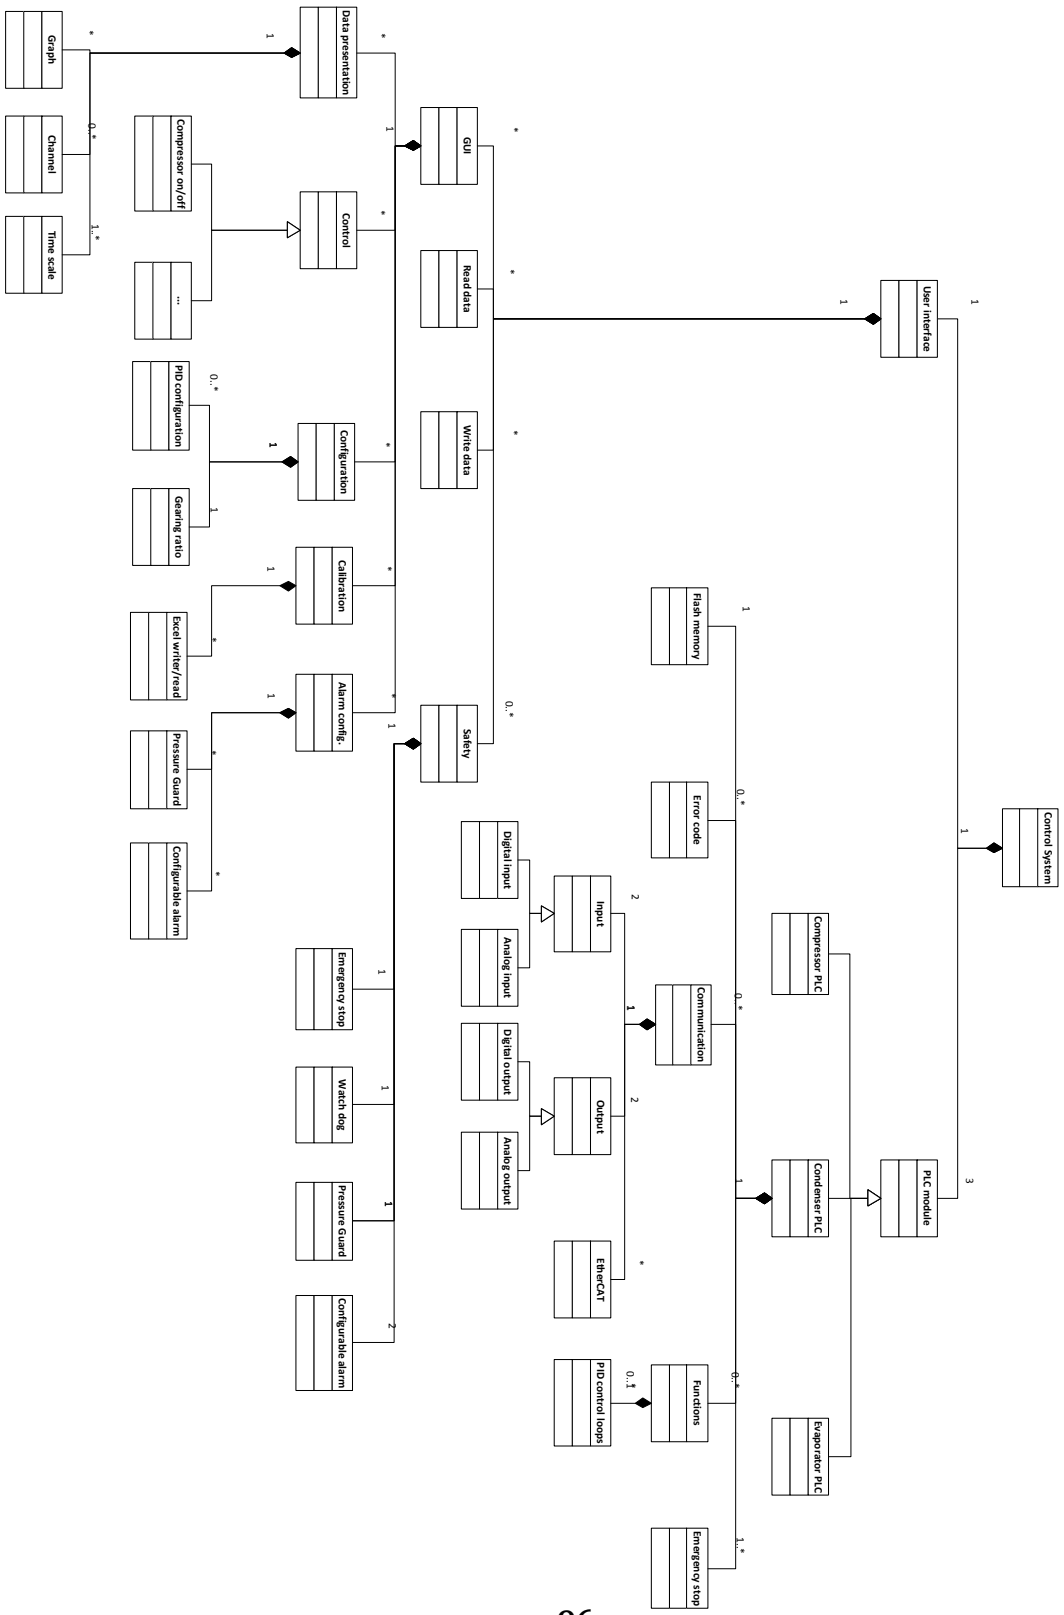 Control System
1
1
3
User interface
PLC module
1
Compressor PLC
Condenser PLC
Evaporator PLC
1
1
0..*
0..*
0..*
1..*
Flash memory
Error code
Communication
Functions
Emergency stop
1
2
2
*
0..1
Input
Output
EtherCAT
PID control loops
Digital input
Analog input
Digital output
Analog output
*
*
*
0..*
GUI
Read data
Write data
Safety
1
1
*
*
*
*
*
Data presentation
Control
Configuration
Calibration
Alarm config.
1
1
1
2
Emergency stop
Watch dog
Pressure Guard
Configurable alarm
1
1
1
1
0..*
1
*
*
*
Compressor on/off
...
PID configuration
Gearing ratio
Excel writer/read
Pressure Guard
Configurable alarm
*
0..*
1..*
Graph
Channel
Time scale